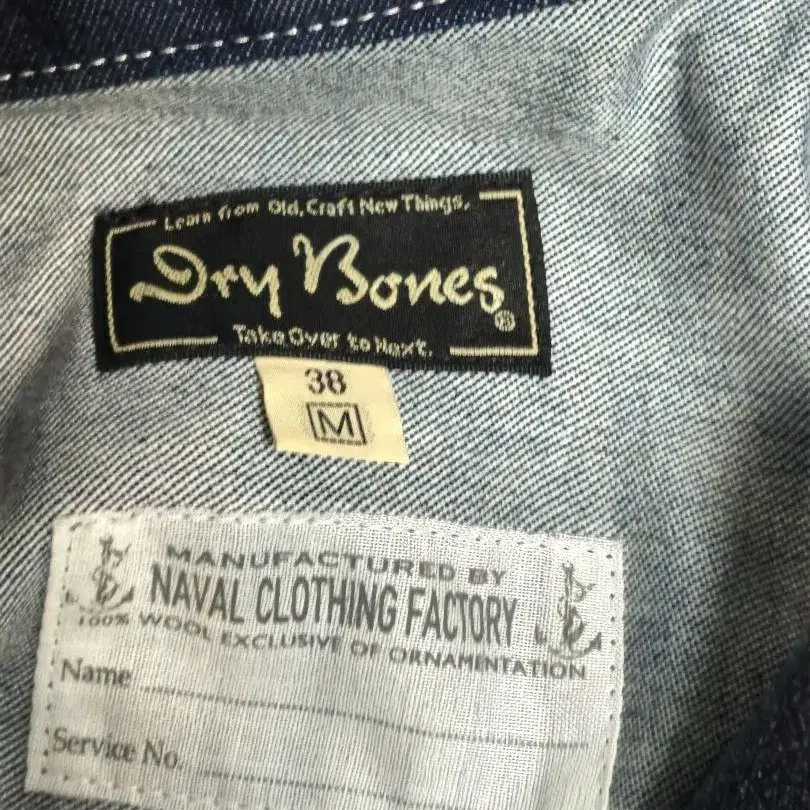 Learn from Old, Craft New Things.
Dry Bones®
Take Over to Next.
38
M
MANUFACTURED BY
NAVAL CLOTHING FACTORY
100% WOOL EXCLUSIVE OF ORNAMENTATION
Name
Service No.